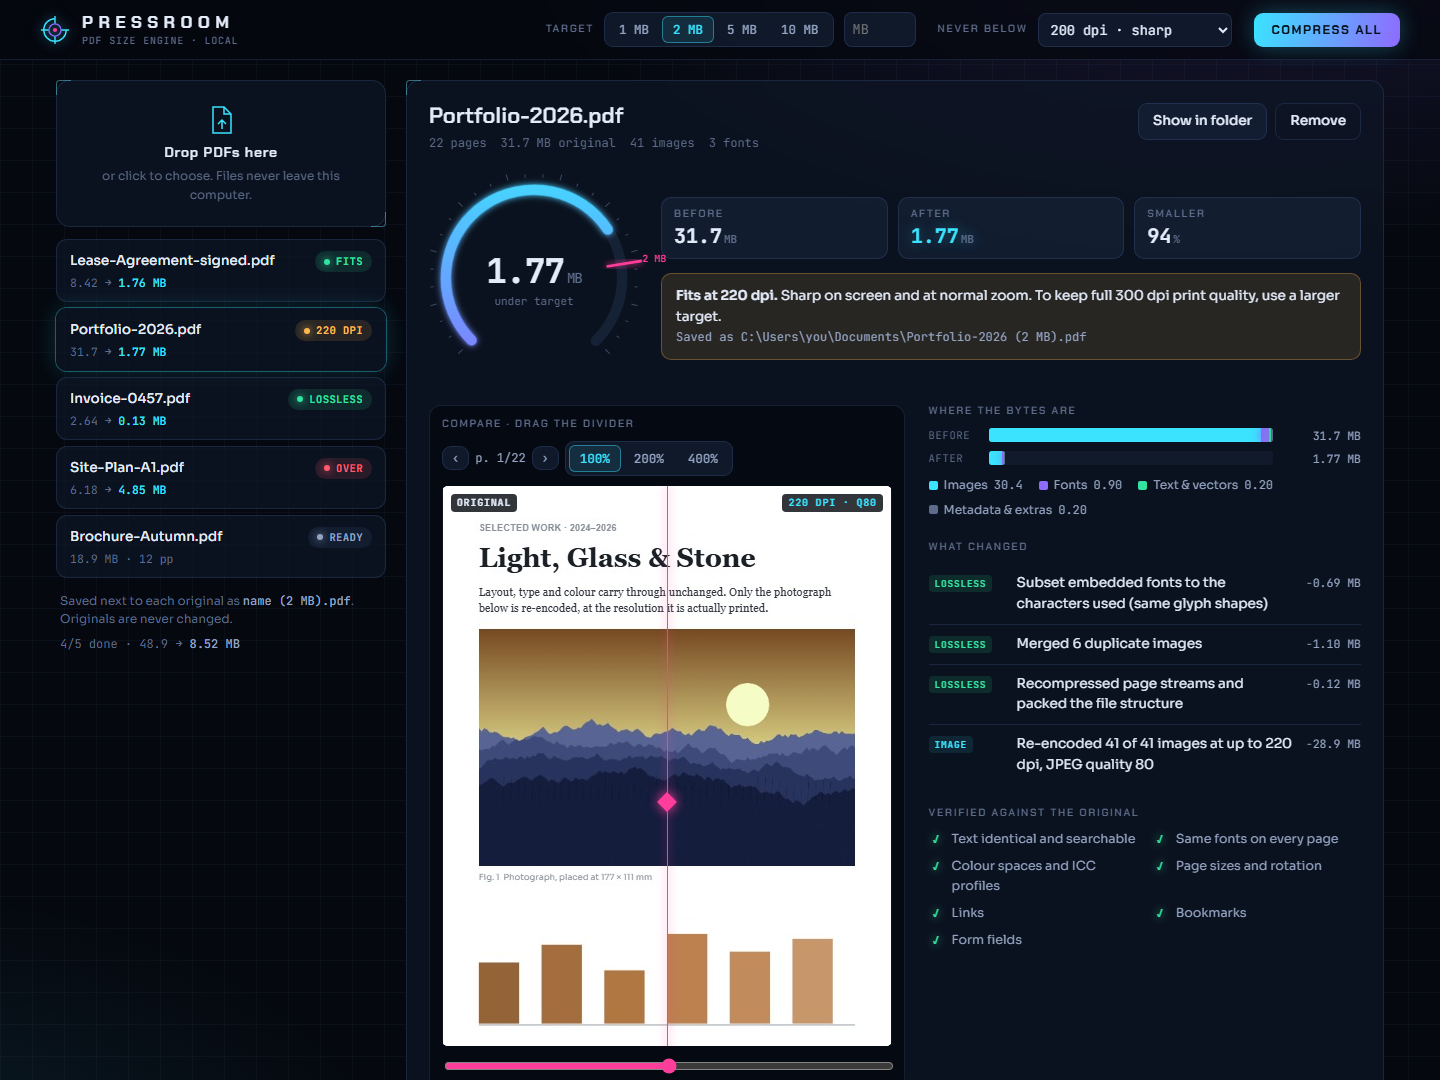 PRESSROOM
PDF SIZE ENGINE · LOCAL
TARGET
1 MB
2 MB
5 MB
10 MB
MB
NEVER BELOW
200 dpi · sharp
COMPRESS ALL
Drop PDFs here
or click to choose. Files never leave this
computer.
Lease-Agreement-signed.pdf
FITS
8.42 → 1.76 MB
Portfolio-2026.pdf
220 DPI
31.7 → 1.77 MB
Invoice-0457.pdf
LOSSLESS
2.64 → 0.13 MB
Site-Plan-A1.pdf
OVER
6.18 → 4.85 MB
Brochure-Autumn.pdf
READY
18.9 MB · 12 pp
Saved next to each original as name (2 MB).pdf.
Originals are never changed.
4/5 done · 48.9 → 8.52 MB
Portfolio-2026.pdf
22 pages 31.7 MB original 41 images 3 fonts
Show in folder
Remove
1.77 MB
under target
2 MB
BEFORE
31.7 MB
AFTER
1.77 MB
SMALLER
94 %
Fits at 220 dpi. Sharp on screen and at normal zoom. To keep full 300 dpi print quality, use a larger
target.
Saved as C:\Users\you\Documents\Portfolio-2026 (2 MB).pdf
COMPARE · DRAG THE DIVIDER
‹ p. 1/22 ›
100%
200%
400%
ORIGINAL
220 DPI · Q80
SELECTED WORK · 2024–2026
Light, Glass & Stone
Layout, type and colour carry through unchanged. Only the photograph
below is re-encoded, at the resolution it is actually printed.
Fig. 1 Photograph, placed at 177 × 111 mm
WHERE THE BYTES ARE
BEFORE
31.7 MB
AFTER
1.77 MB
Images 30.4
Fonts 0.90
Text & vectors 0.20
Metadata & extras 0.20
WHAT CHANGED
LOSSLESS
Subset embedded fonts to the
characters used (same glyph shapes)
-0.69 MB
LOSSLESS
Merged 6 duplicate images
-1.10 MB
LOSSLESS
Recompressed page streams and
packed the file structure
-0.12 MB
IMAGE
Re-encoded 41 of 41 images at up to 220
dpi, JPEG quality 80
-28.9 MB
VERIFIED AGAINST THE ORIGINAL
✓ Text identical and searchable
✓ Same fonts on every page
✓ Colour spaces and ICC
profiles
✓ Page sizes and rotation
✓ Links
✓ Bookmarks
✓ Form fields